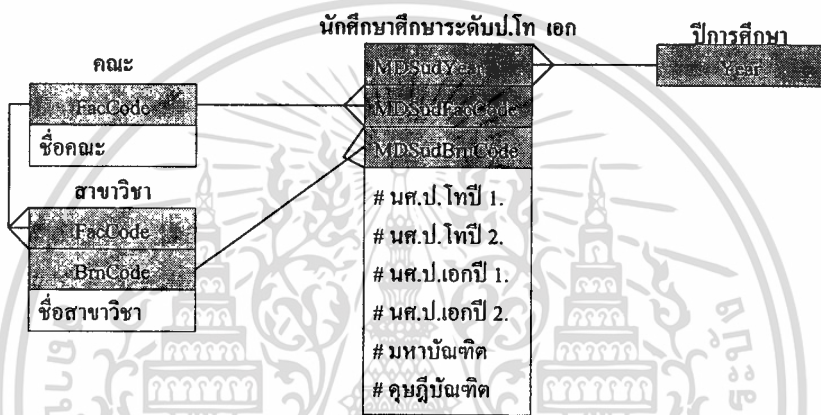 นักศึกษาศึกษาระดับป.โท เอก
ปีการศึกษา
คณะ
MDSudYear
Year
FacCode
MDSudFacCode
ชื่อคณะ
MDSudBrnCode
สาขาวิชา
# นศ.ป.โทปี 1.
FacCode
# นศ.ป.โทปี 2.
BrnCode
# นศ.ป.เอกปี 1.
ชื่อสาขาวิชา
# นศ.ป.เอกปี 2.
# มหาบัณฑิต
# ดุษฎีบัณฑิต